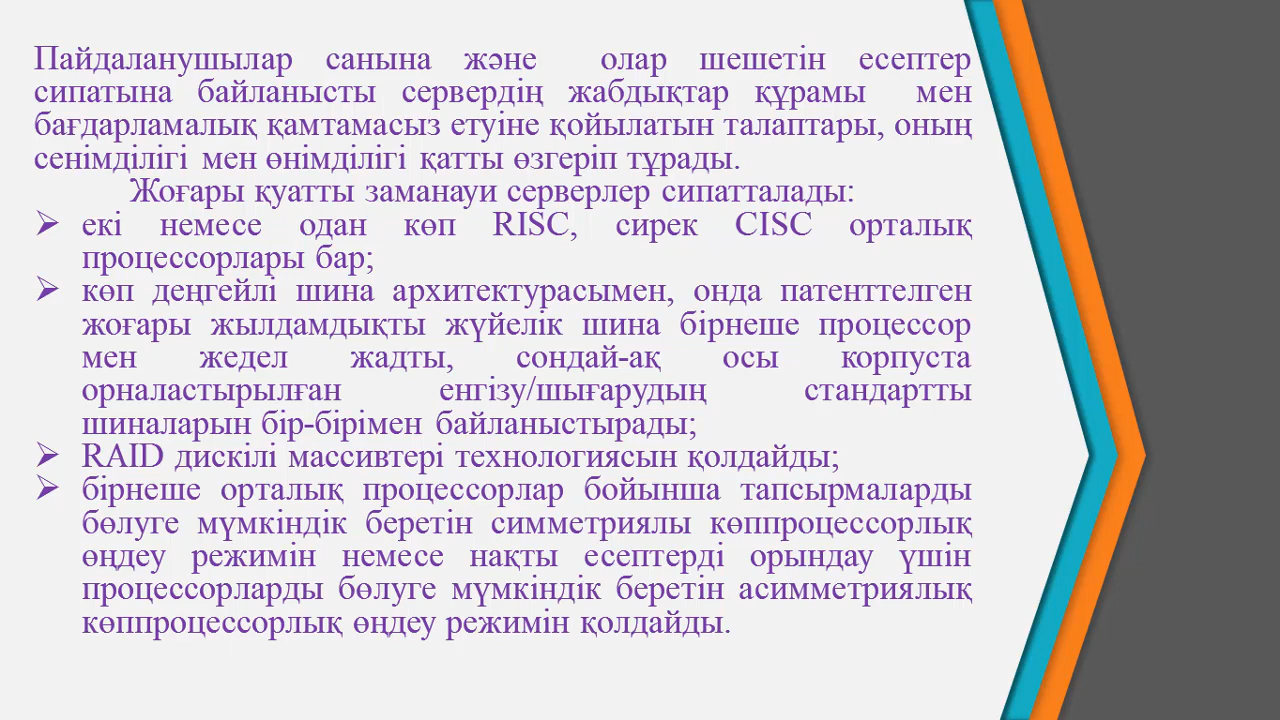 Пайдаланушылар санына және олар шешетін есептер
сипатына байланысты сервердің жабдықтар құрамы мен
бағдарламалық қамтамасыз етуіне қойылатын талаптары, оның
сенімділігі мен өнімділігі қатты өзгеріп тұрады.
Жоғары қуатты заманауи серверлер сипатталады:
➢ екі немесе одан көп RISC, сирек CISC орталық
процессорлары бар;
➢ көп деңгейлі шина архитектурасымен, онда патенттелген
жоғары жылдамдықты жүйелік шина бірнеше процессор
мен жедел жадты, сондай-ақ осы корпуста
орналастырылған енгізу/шығарудың стандартты
шиналарын бір-бірімен байланыстырады;
➢ RAID дискілі массивтері технологиясын қолдайды;
➢ бірнеше орталық процессорлар бойынша тапсырмаларды
бөлуге мүмкіндік беретін симметриялы көппроцессорлық
өңдеу режимін немесе нақты есептерді орындау үшін
процессорларды бөлуге мүмкіндік беретін асимметриялық
көппроцессорлық өңдеу режимін қолдайды.